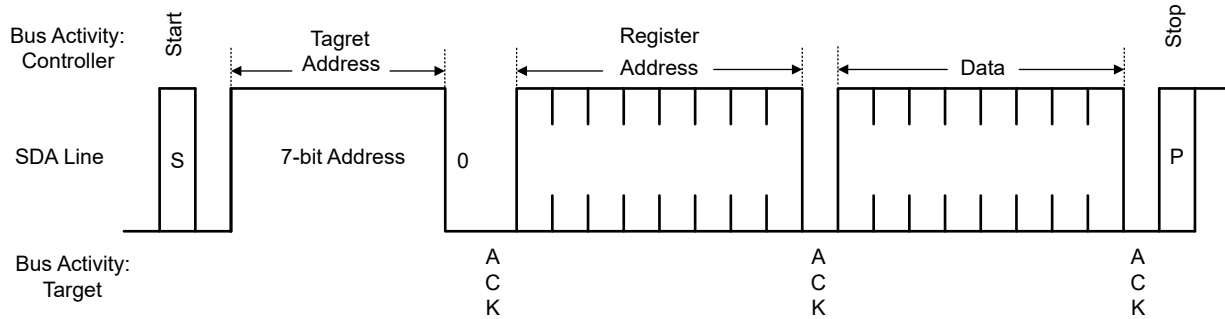 Bus Activity:
Controller
Start
Tagret
Address
Register
Address
Data
Stop
SDA Line
S
7-bit Address
0
P
Bus Activity:
Target
A
C
K
A
C
K
A
C
K